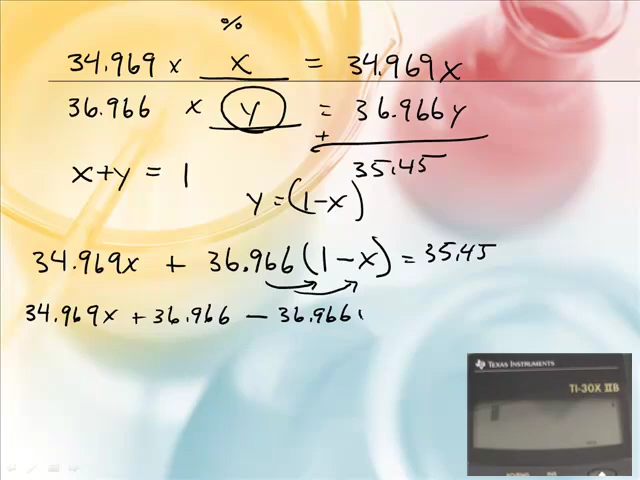 %
34.969 x x = 34.969x
36.966 x y = 36.966y
+
x+y = 1 35.45
y = (1-x)
34.969x + 36.966(1-x) = 35.45
34.969x + 36.966 - 36.966
TEXAS INSTRUMENTS
TI-30X IIB